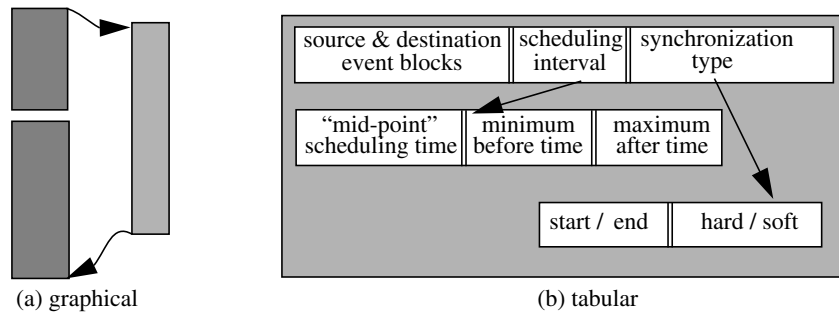 source & destination
event blocks
scheduling
interval
synchronization
type
“mid-point”
scheduling time
minimum
before time
maximum
after time
start / end
hard / soft
(a) graphical
(b) tabular